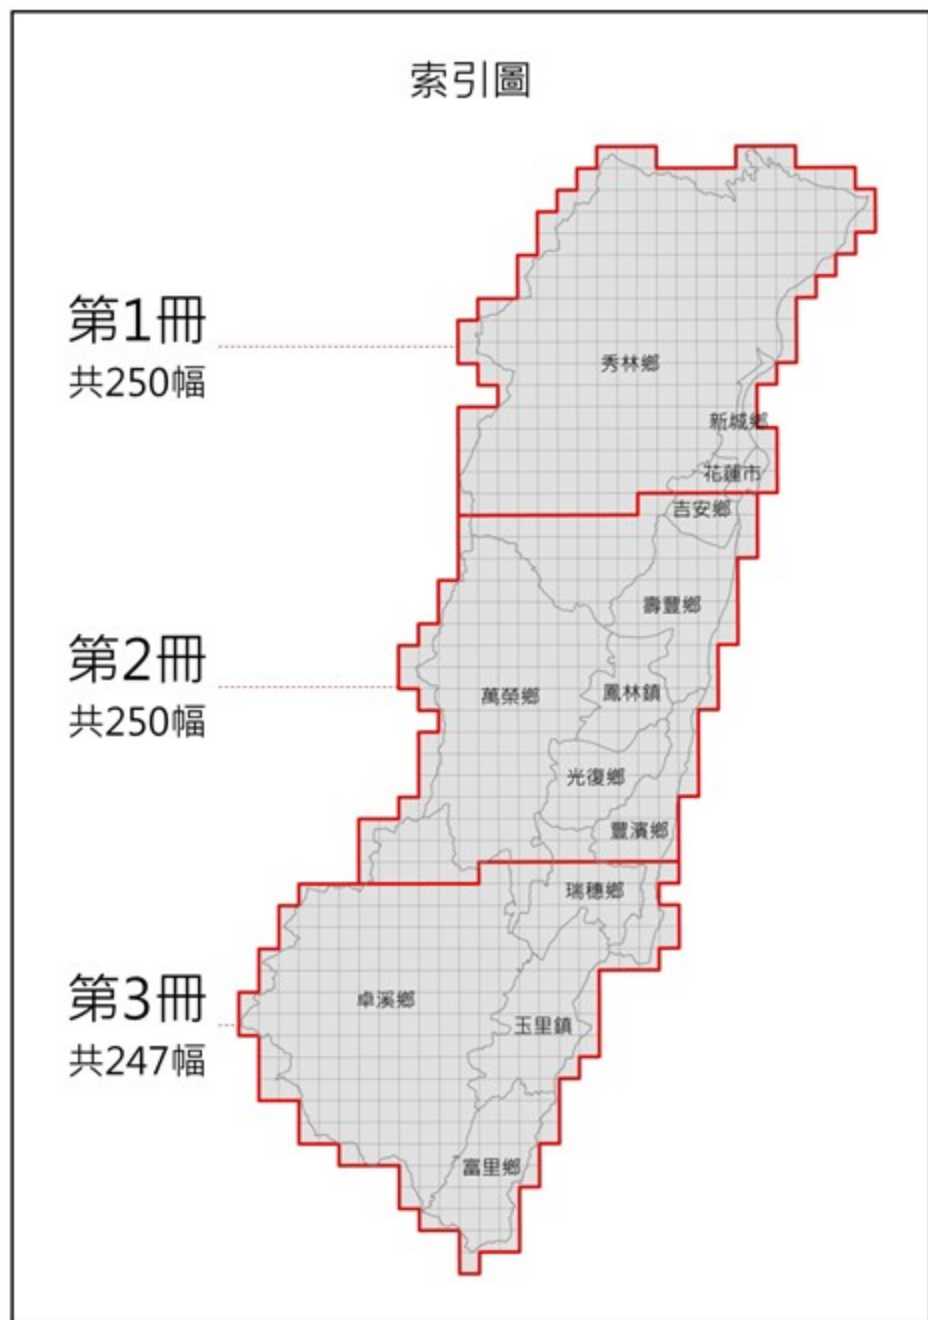 索引圖
第1冊
共250幅
秀林鄉
新城鄉
花蓮市
吉安鄉
壽豐鄉
第2冊
共250幅
萬榮鄉
鳳林鎮
光復鄉
豐濱鄉
瑞穗鄉
第3冊
共247幅
卓溪鄉
玉里鎮
富里鄉